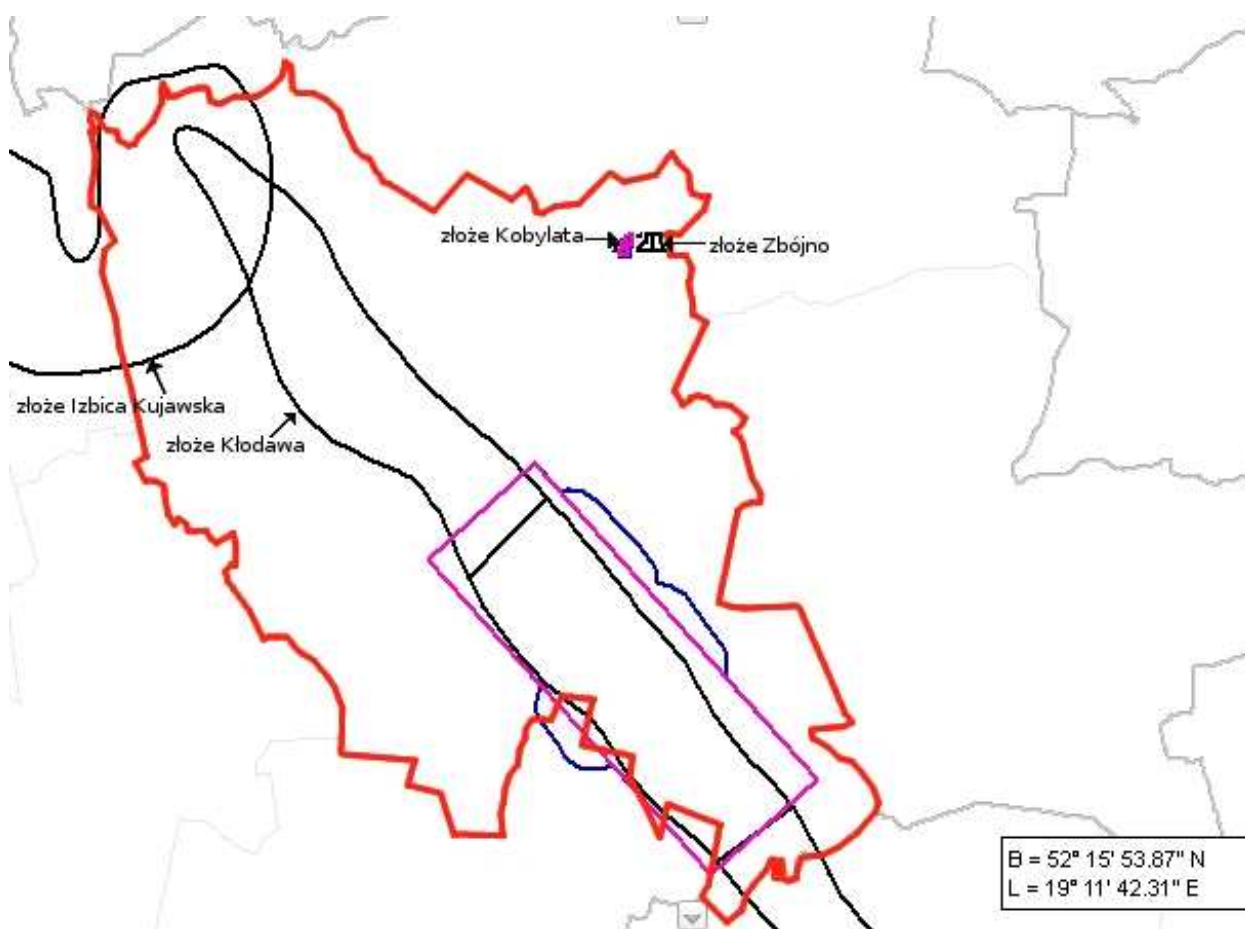 złoże Kobylata
złoże Zbójno
złoże Izbica Kujawska
złoże Kłodawa
B = 52° 15' 53.87" N
L = 19° 11' 42.31" E